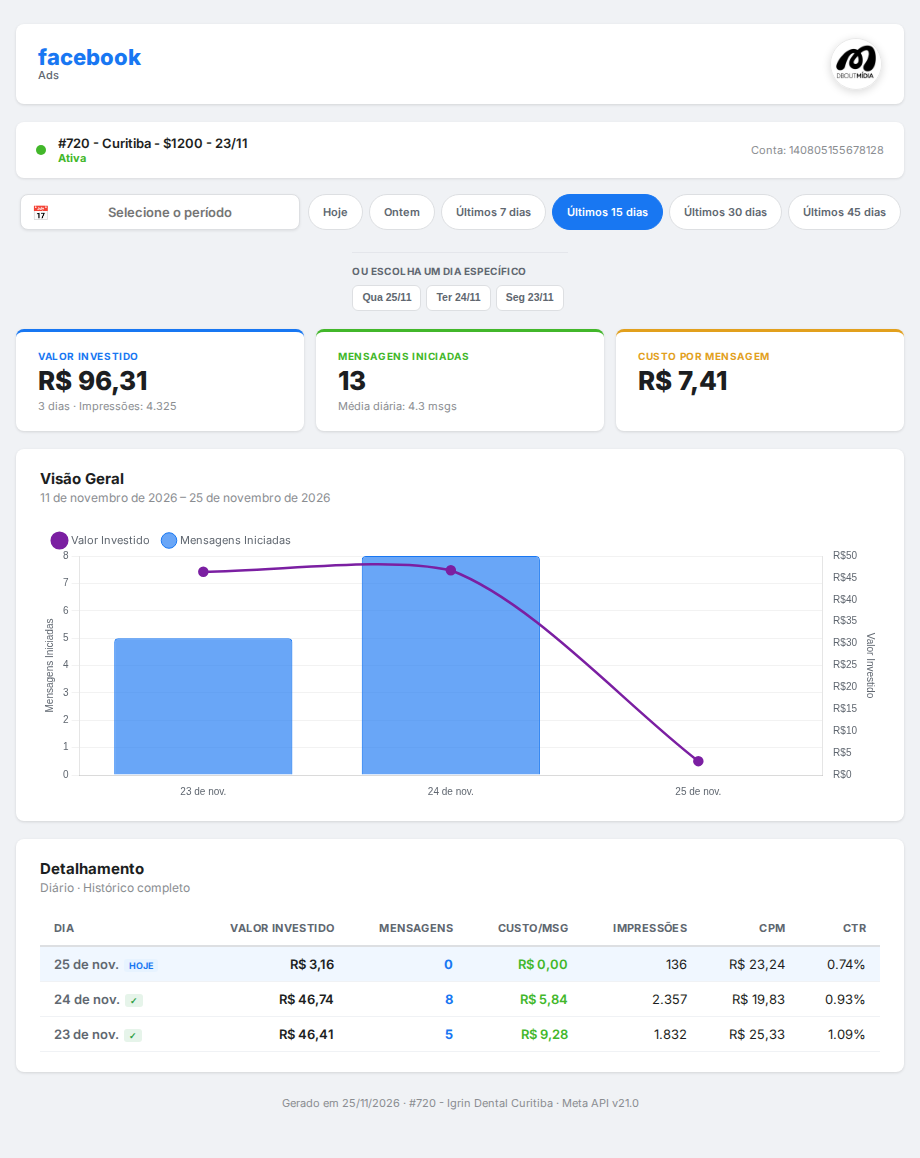 facebook
Ads
DBOUTMÍDIA
#720 - Curitiba - $1200 - 23/11
Ativa
Conta: 140805155678128
Selecione o período
Hoje
Ontem
Últimos 7 dias
Últimos 15 dias
Últimos 30 dias
Últimos 45 dias
OU ESCOLHA UM DIA ESPECÍFICO
Qua 25/11
Ter 24/11
Seg 23/11
VALOR INVESTIDO
R$ 96,31
3 dias · Impressões: 4.325
MENSAGENS INICIADAS
13
Média diária: 4.3 msgs
CUSTO POR MENSAGEM
R$ 7,41
Visão Geral
11 de novembro de 2026 – 25 de novembro de 2026
Valor Investido
Mensagens Iniciadas
8
7
6
5
4
3
2
1
0
Mensagens Iniciadas
R$50
R$45
R$40
R$35
R$30
R$25
R$20
R$15
R$10
R$5
R$0
Valor Investido
23 de nov.
24 de nov.
25 de nov.
Detalhamento
Diário · Histórico completo
DIA VALOR INVESTIDO MENSAGENS CUSTO/MSG IMPRESSÕES CPM CTR
25 de nov. HOJE R$ 3,16 0 R$ 0,00 136 R$ 23,24 0.74%
24 de nov. ✓ R$ 46,74 8 R$ 5,84 2.357 R$ 19,83 0.93%
23 de nov. ✓ R$ 46,41 5 R$ 9,28 1.832 R$ 25,33 1.09%
Gerado em 25/11/2026 · #720 - Igrin Dental Curitiba · Meta API v21.0